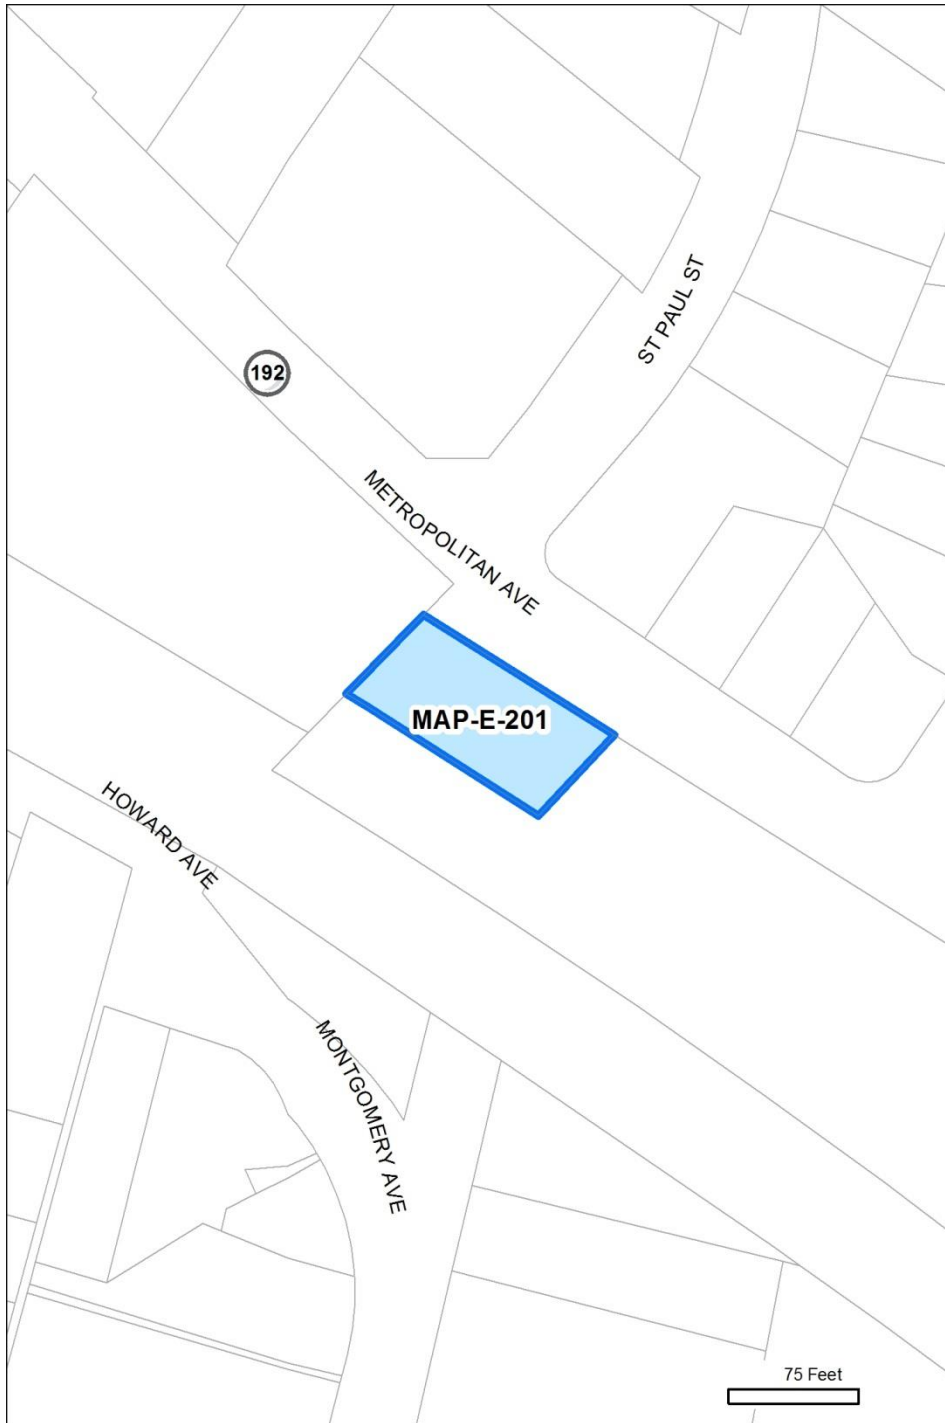 ST PAUL ST
192
METROPOLITAN AVE
MAP-E-201
HOWARD AVE
MONTGOMERY AVE
75 Feet